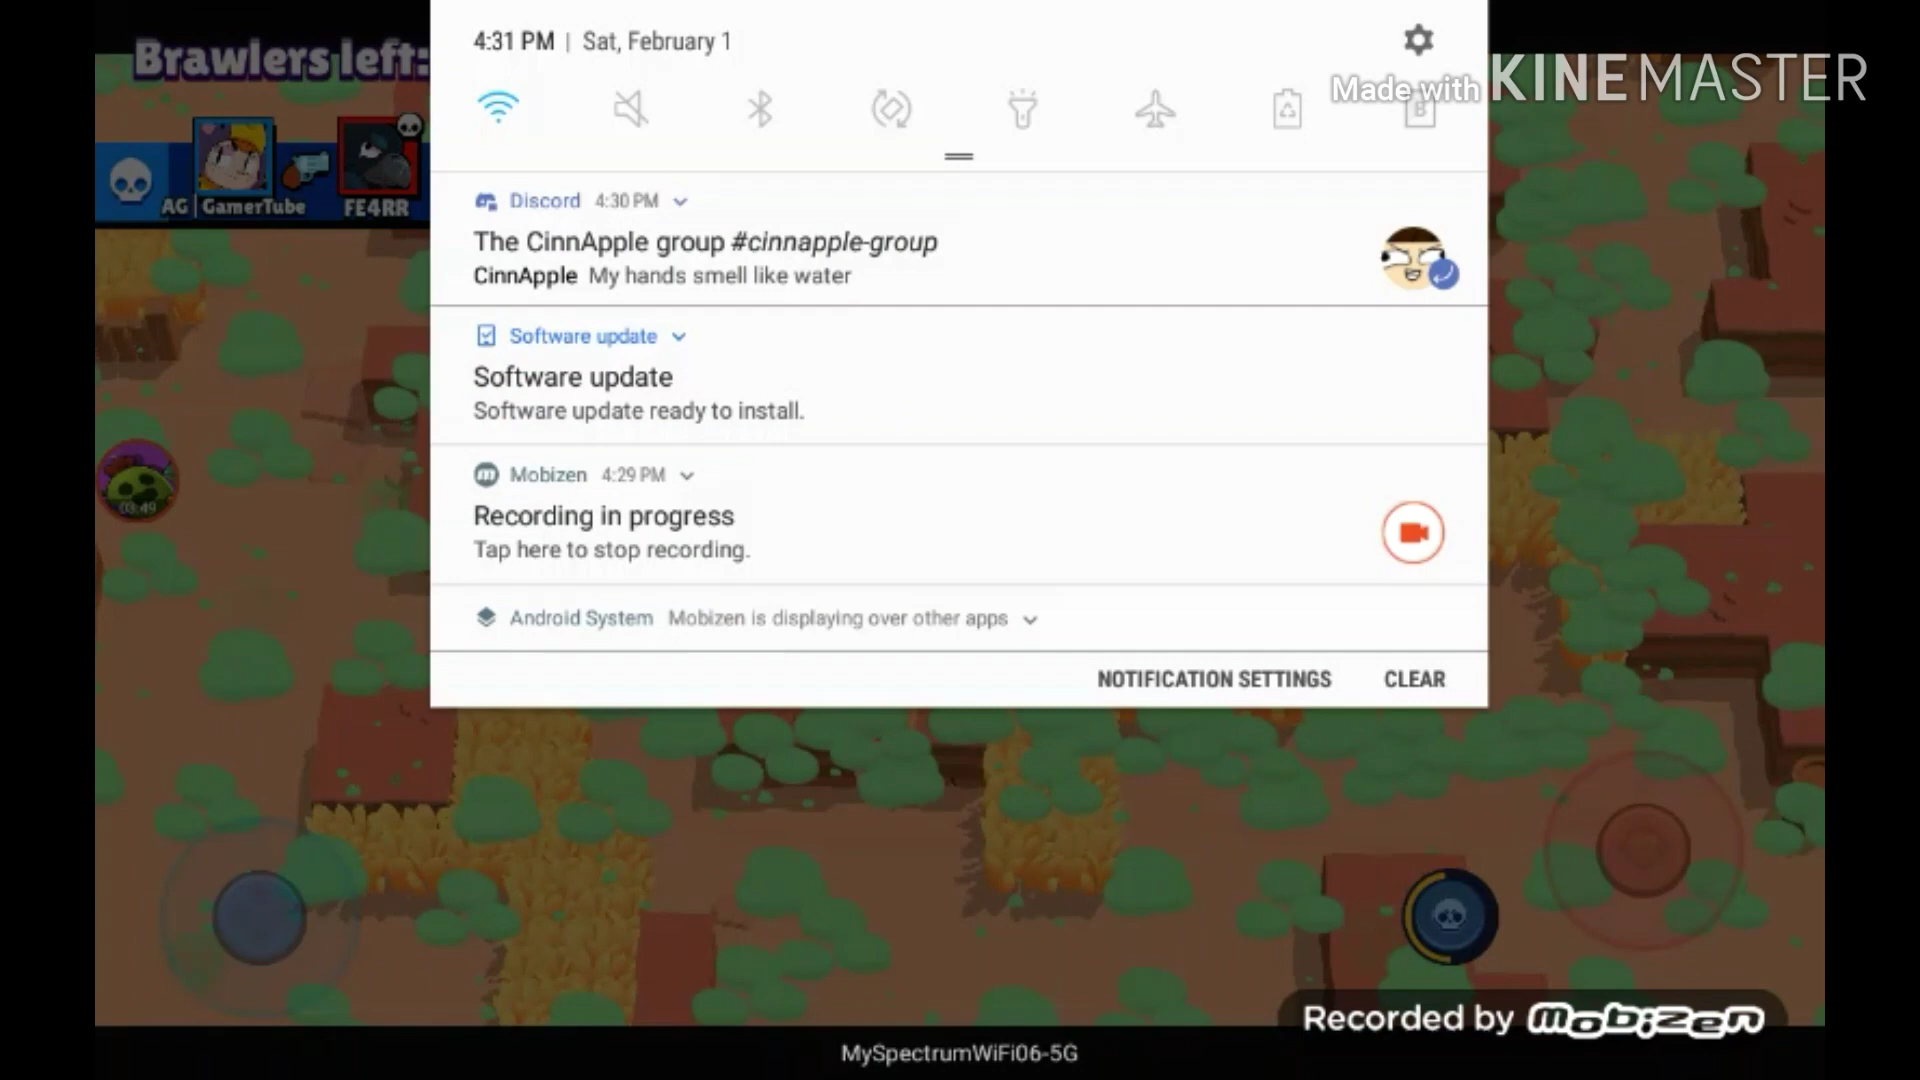 Brawlers left:
AG | GamerTube
FE4RR
03:49
4:31 PM | Sat, February 1
Made with KINEMASTER
B
Discord 4:30 PM
The CinnApple group #cinnapple-group
CinnApple My hands smell like water
Software update
Software update
Software update ready to install.
Mobizen 4:29 PM
Recording in progress
Tap here to stop recording.
Android System Mobizen is displaying over other apps
NOTIFICATION SETTINGS CLEAR
Recorded by mobizen
MySpectrumWiFi06-5G